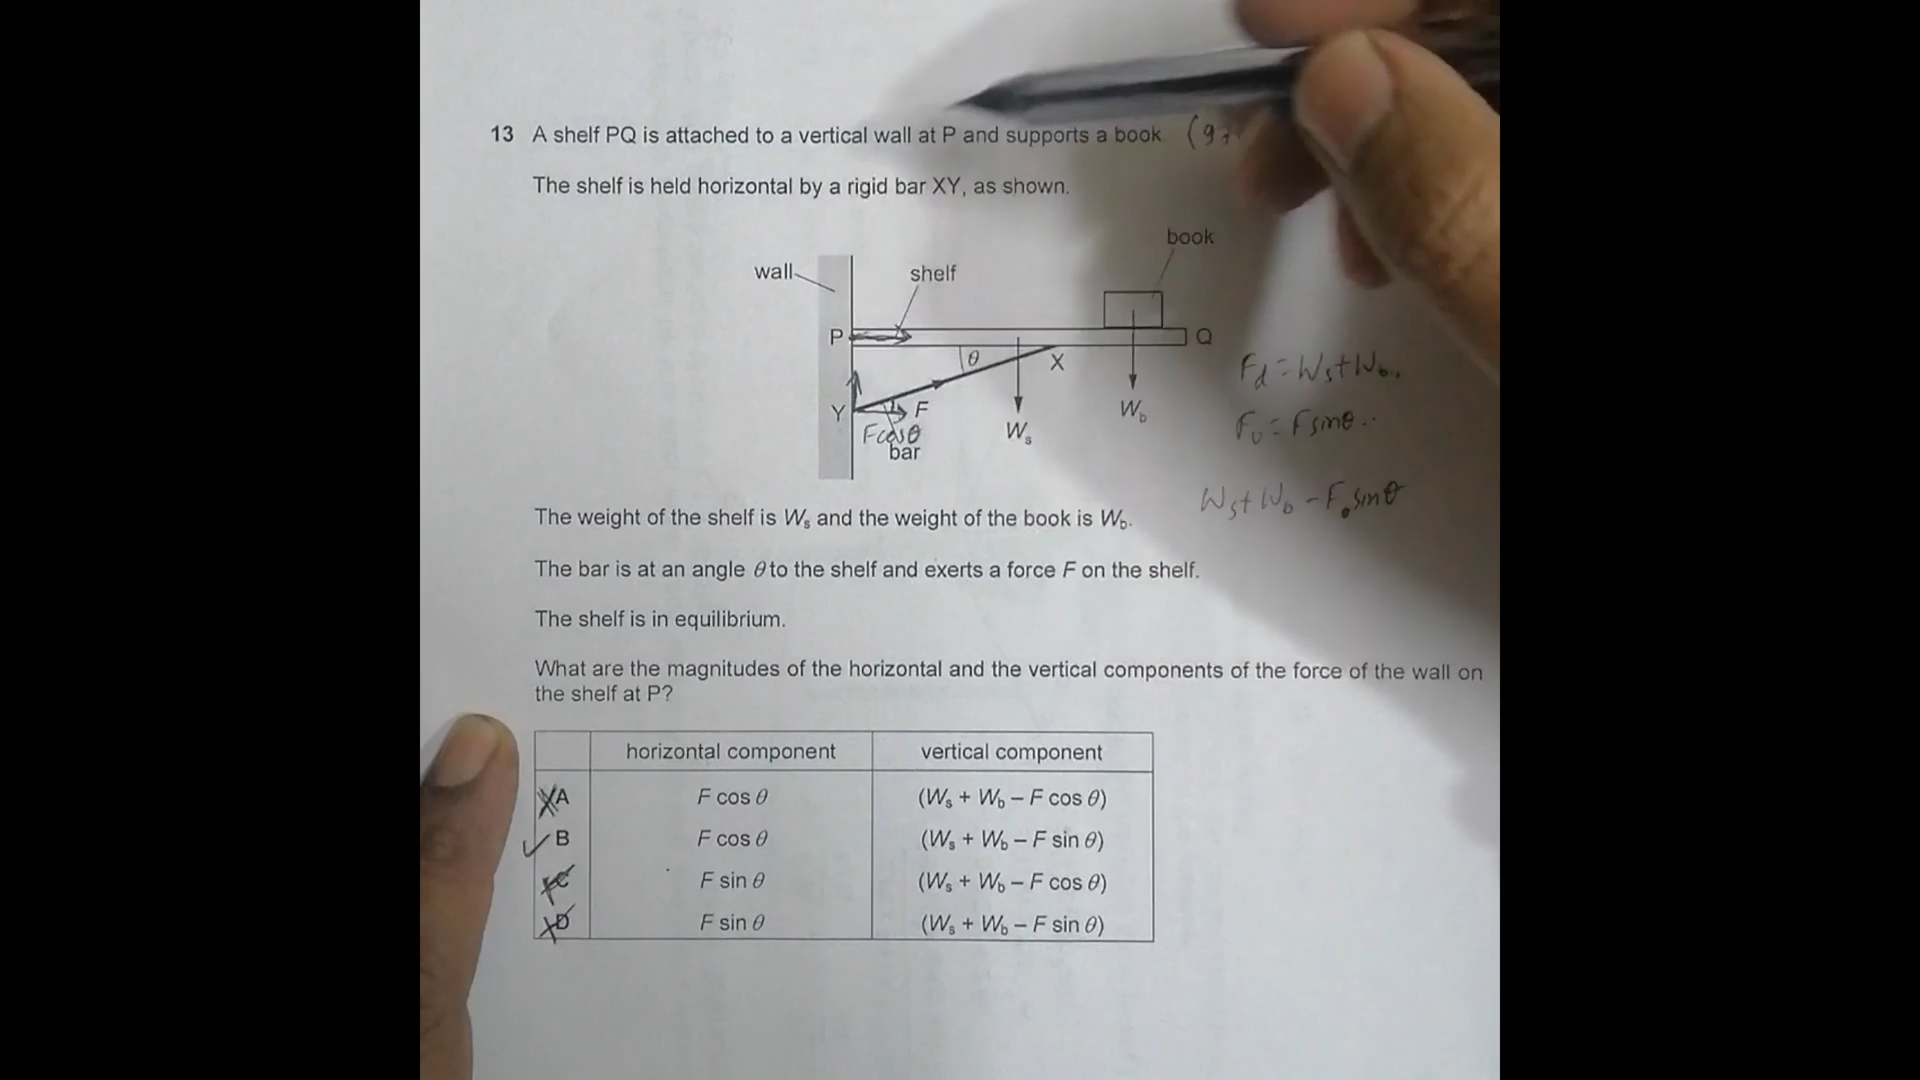 13 A shelf PQ is attached to a vertical wall at P and supports a book. (97
The shelf is held horizontal by a rigid bar XY, as shown.
book
wall
shelf
P
Q
θ
X
Y
F
F cosθ
bar
Ws
Wb
Fd = Ws + Wb.
Fv = F sinθ..
Ws + Wb – F sinθ
The weight of the shelf is Ws and the weight of the book is Wb.
The bar is at an angle θ to the shelf and exerts a force F on the shelf.
The shelf is in equilibrium.
What are the magnitudes of the horizontal and the vertical components of the force of the wall on
the shelf at P?
horizontal component vertical component
A F cos θ (Ws + Wb – F cos θ)
B F cos θ (Ws + Wb – F sin θ)
C F sin θ (Ws + Wb – F cos θ)
D F sin θ (Ws + Wb – F sin θ)